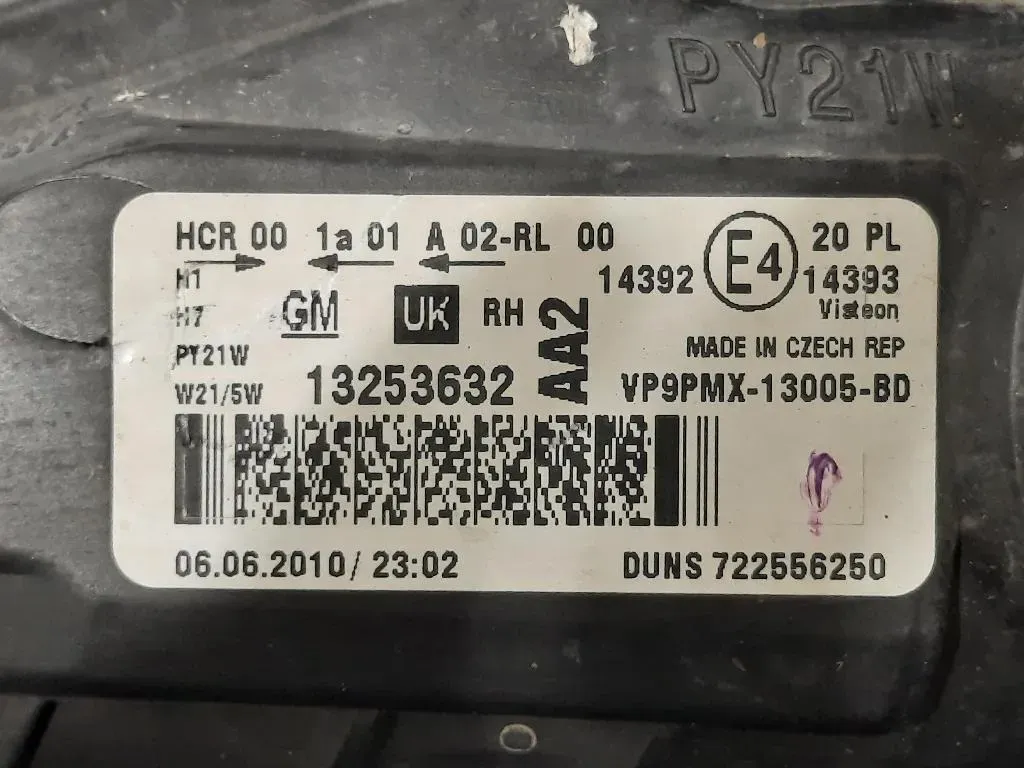 PY21W
HCR 00 1a 01 A 02-RL 00 E4 20 PL
H1 14392 14393
H7 GM UK RH AA2 Visteon
PY21W MADE IN CZECH REP
W21/5W 13253632 VP9PMX-13005-BD
06.06.2010/ 23:02 DUNS 722556250